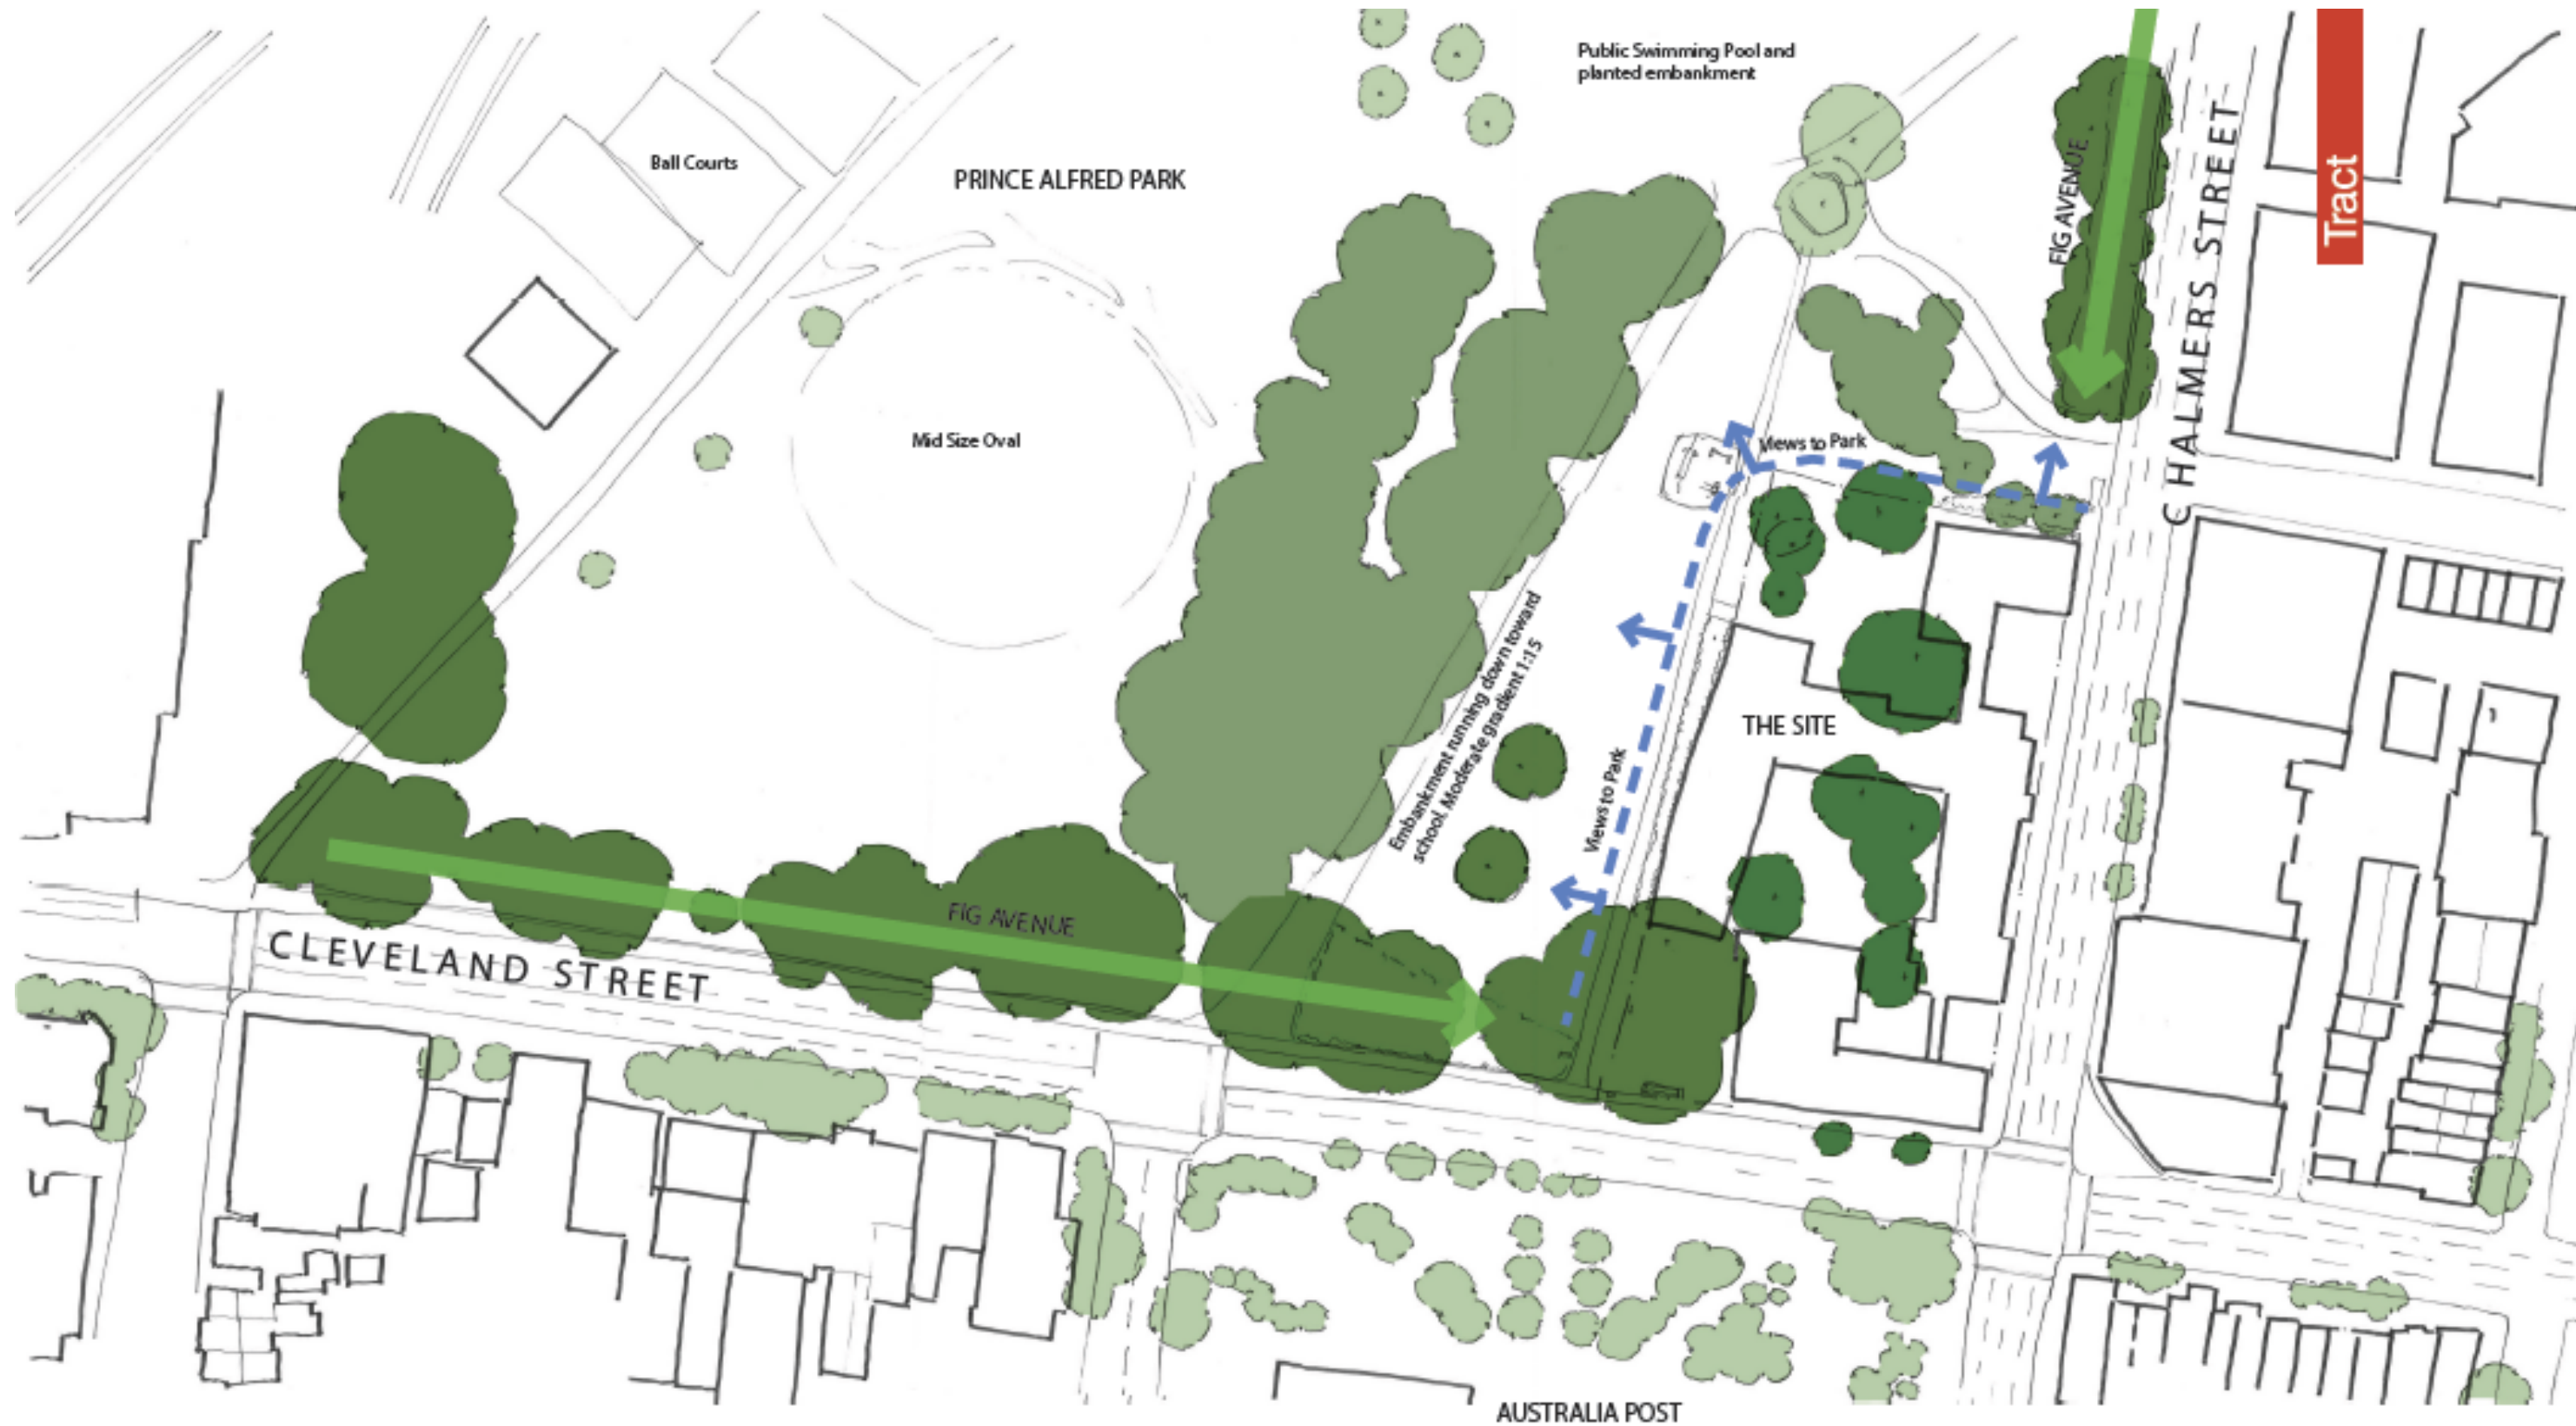 Public Swimming Pool and
planted embankment
Ball Courts
PRINCE ALFRED PARK
FIG AVENUE
CHALMERS STREET
Tract
Mid Size Oval
Views to Park
Embankment running down toward
school. Moderate gradient 1:15
THE SITE
Views to Park
FIG AVENUE
CLEVELAND STREET
AUSTRALIA POST